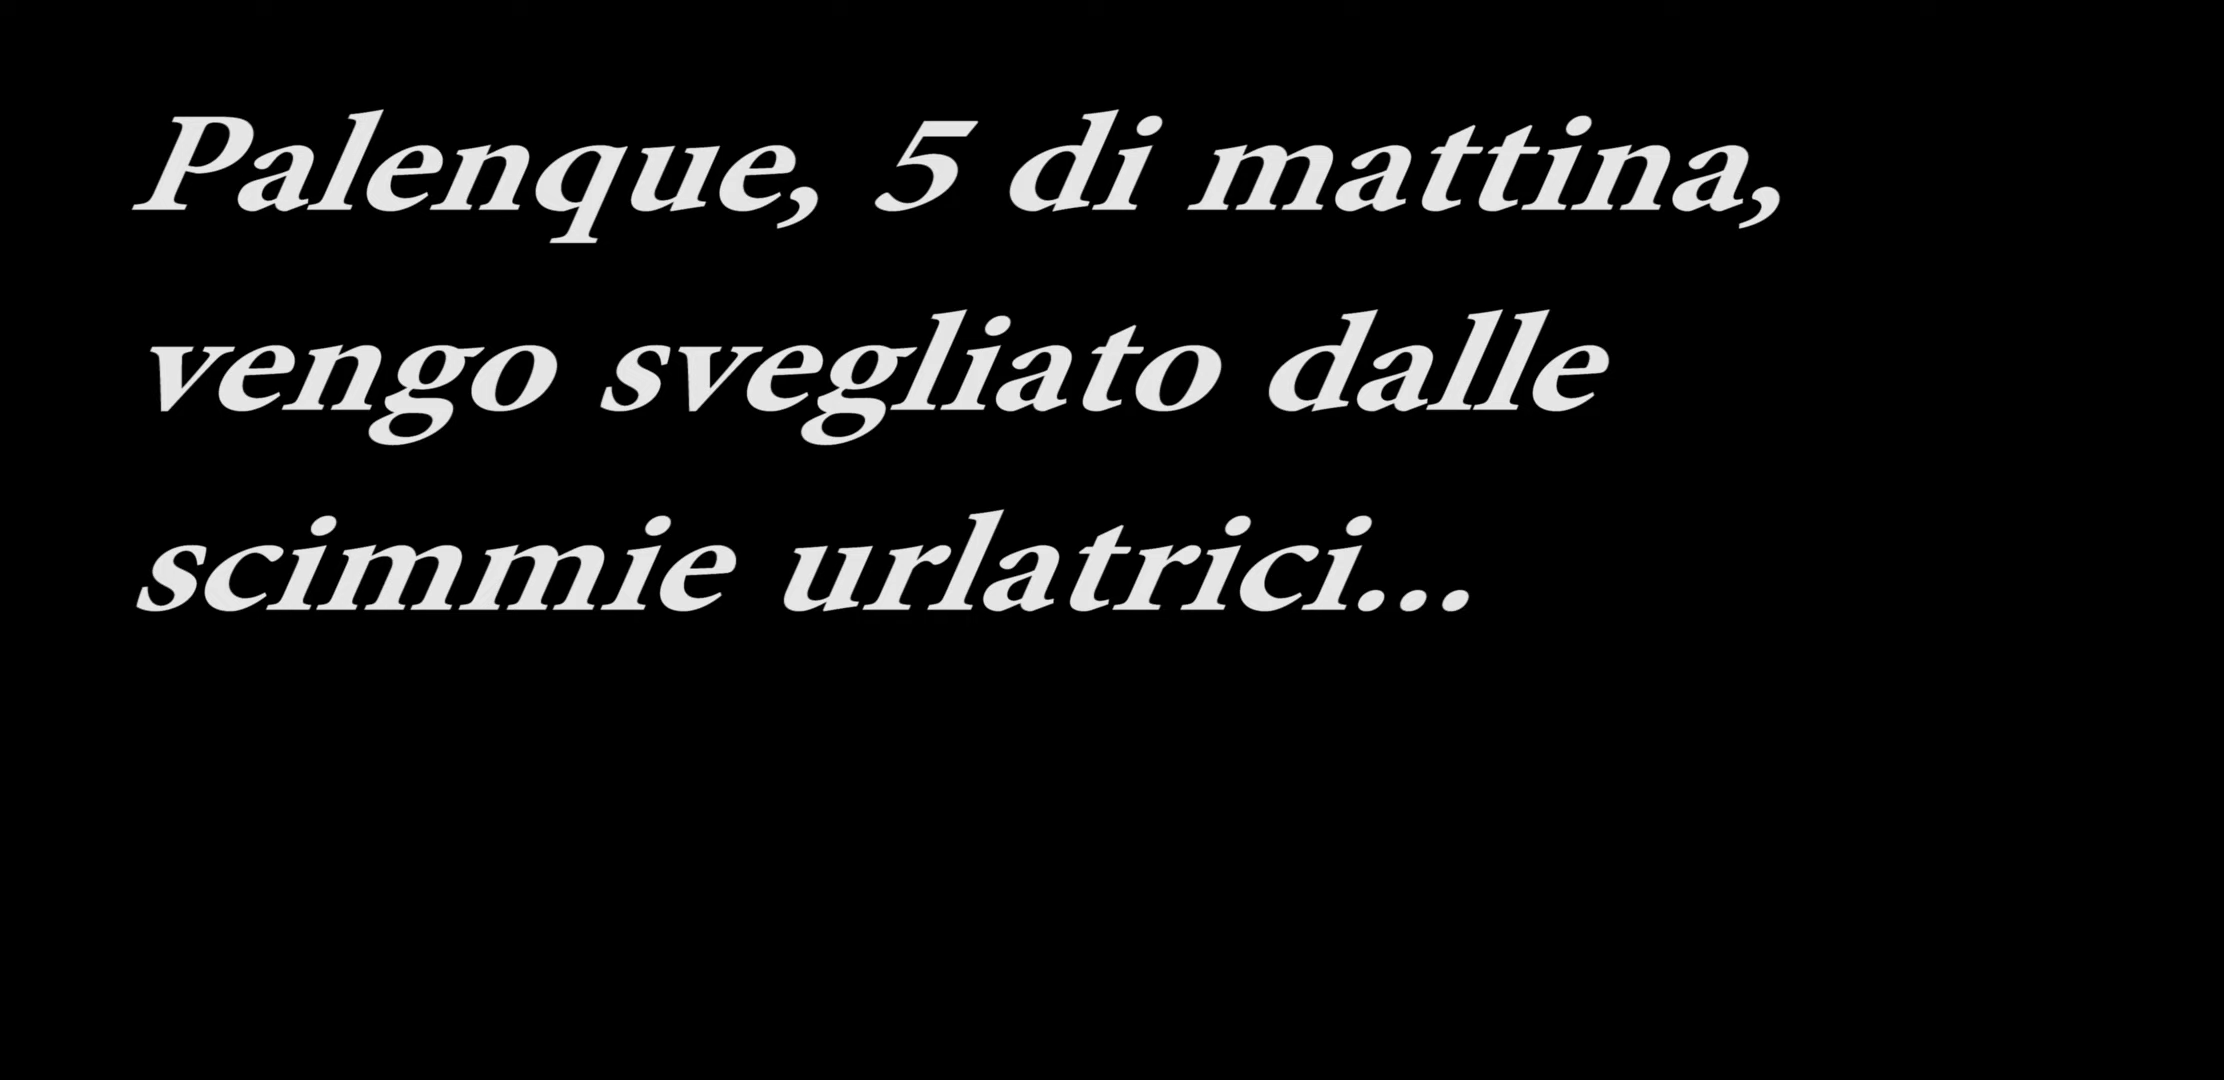 Palenque, 5 di mattina,
vengo svegliato dalle
scimmie urlatrici...